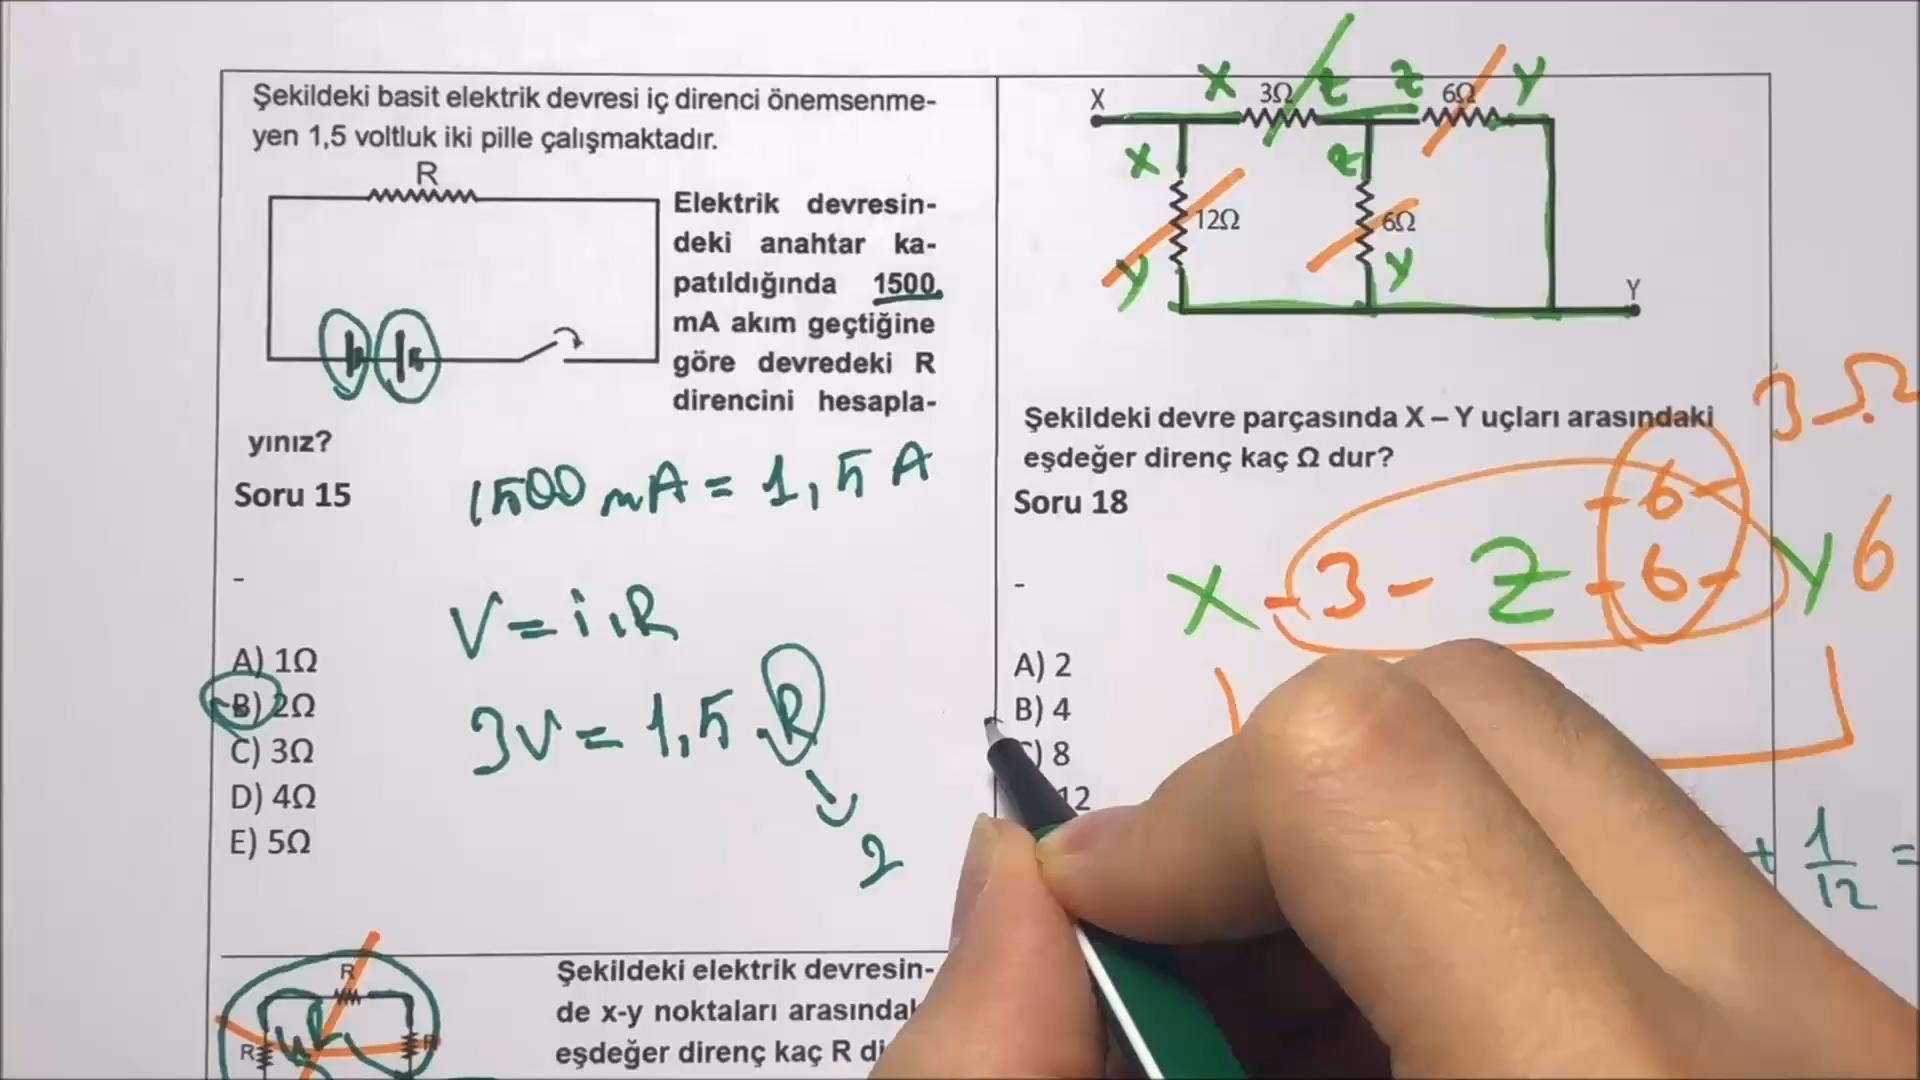 Şekildeki basit elektrik devresi iç direnci önemsenme-
yen 1,5 voltluk iki pille çalışmaktadır.
R
Elektrik devresin-
deki anahtar ka-
patıldığında 1500
mA akım geçtiğine
göre devredeki R
direncini hesapla-
yınız?
Soru 15
1500 mA = 1,5 A
-
V = i . R
3V = 1,5 . R
2
A) 1Ω
B) 2Ω
C) 3Ω
D) 4Ω
E) 5Ω
R
R
R
Şekildeki elektrik devresin-
de x-y noktaları arasında
eşdeğer direnç kaç R
X X 3Ω Z Z 6Ω Y
X Z
12Ω 6Ω
Y Y Y
3Ω
Şekildeki devre parçasında X – Y uçları arasındaki
eşdeğer direnç kaç Ω dur?
Soru 18
6
X - 3 - Z - 6 - Y 6
-
A) 2
B) 4
) 8
12
+ 1/12 =